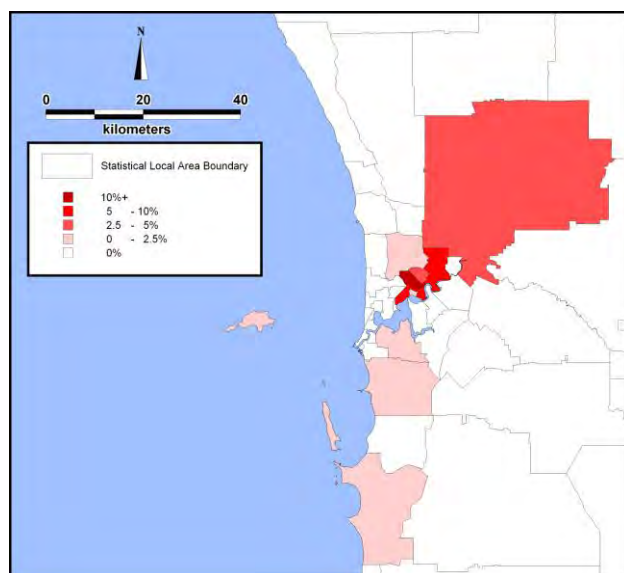 N
0 20 40
kilometers
Statistical Local Area Boundary
10%+
5 - 10%
2.5 - 5%
0 - 2.5%
0%